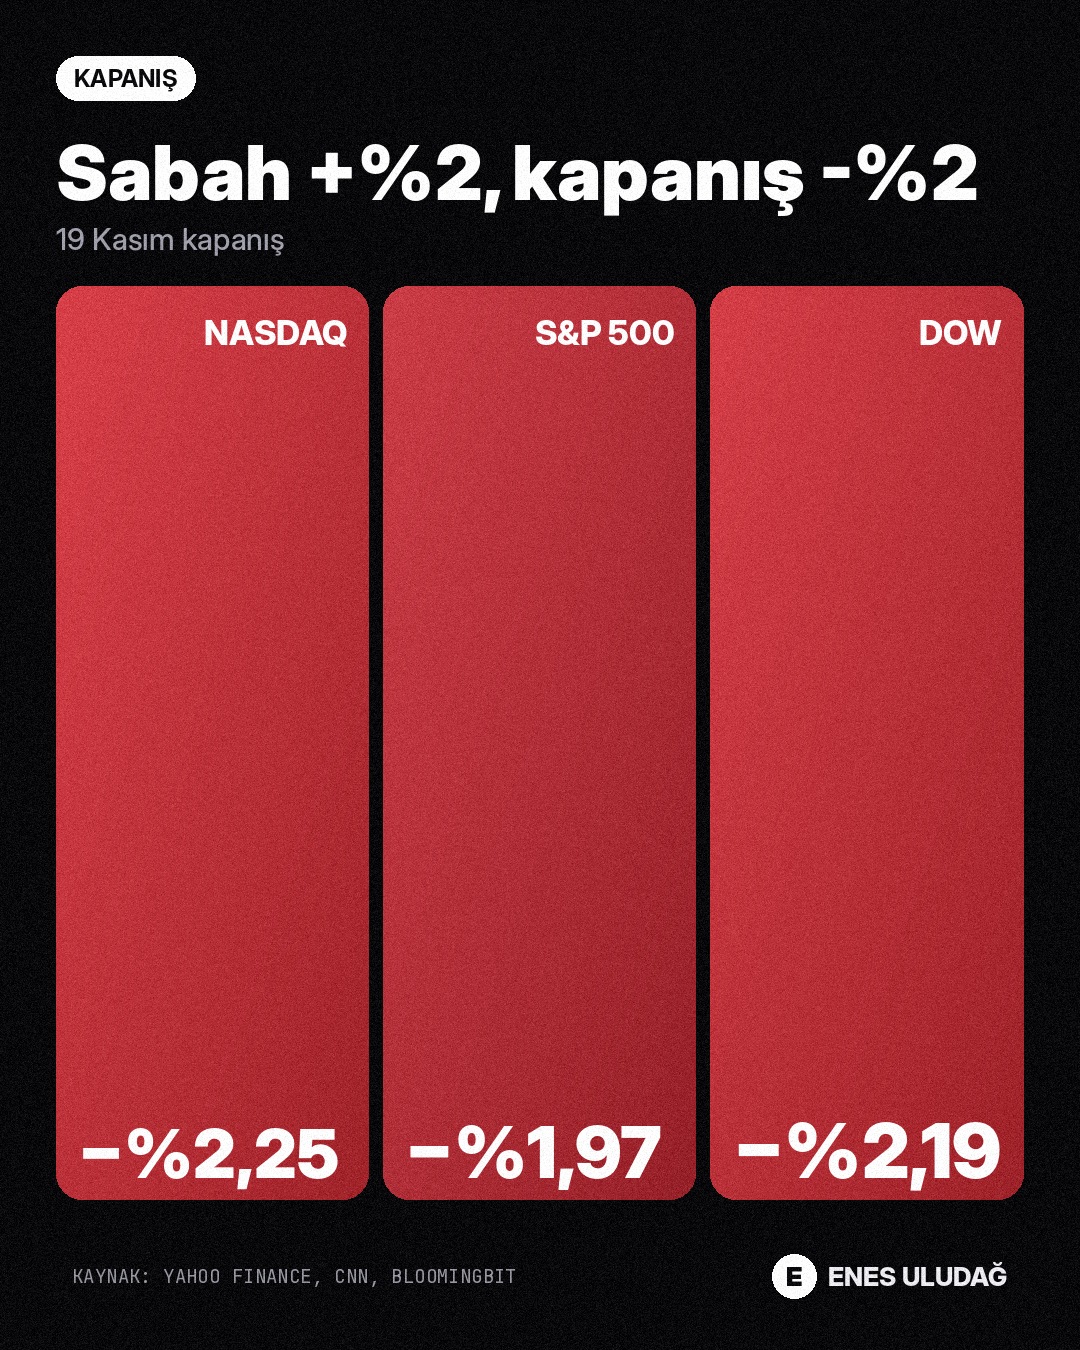 KAPANIŞ
Sabah +%2, kapanış -%2
19 Kasım kapanış
NASDAQ
−%2,25
S&P 500
−%1,97
DOW
−%2,19
KAYNAK: YAHOO FINANCE, CNN, BLOOMINGBIT
E ENES ULUDAĞ